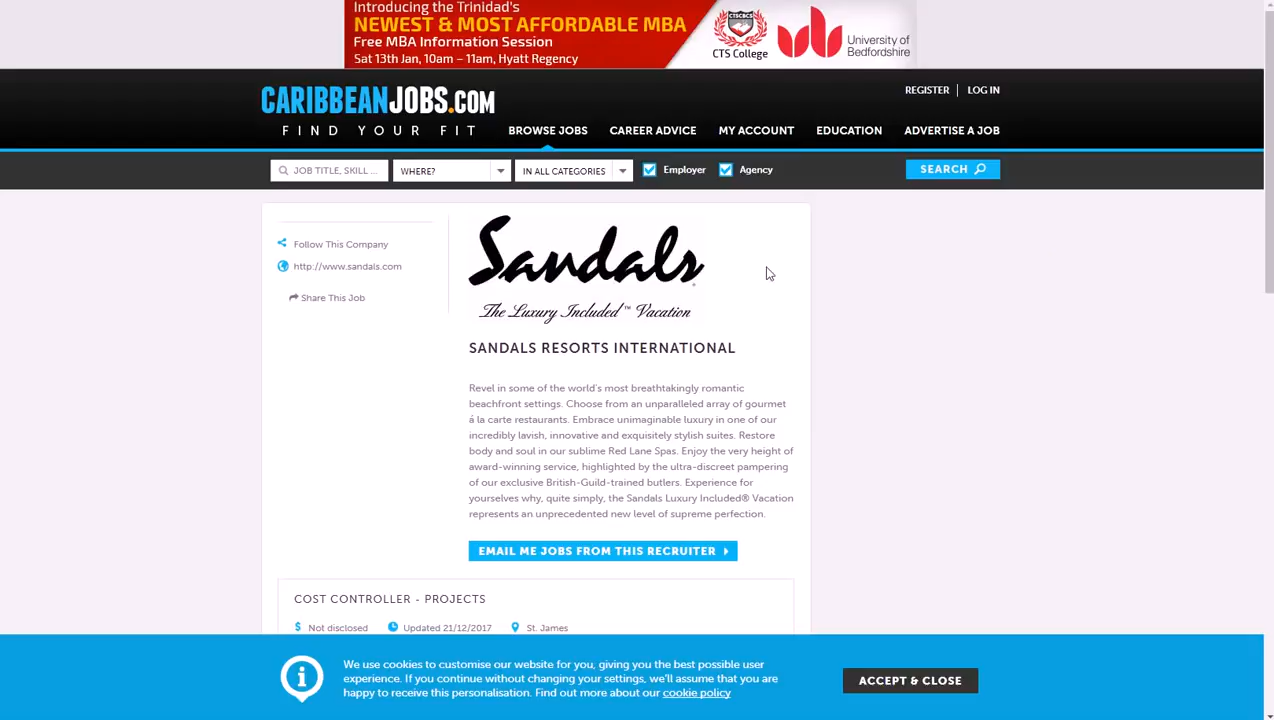 Introducing the Trinidad's
NEWEST & MOST AFFORDABLE MBA
Free MBA Information Session
Sat 13th Jan, 10am – 11am, Hyatt Regency
CTSCBCS
CTS College
University of
Bedfordshire
CARIBBEANJOBS.COM
FIND YOUR FIT
REGISTER
LOG IN
BROWSE JOBS
CAREER ADVICE
MY ACCOUNT
EDUCATION
ADVERTISE A JOB
JOB TITLE, SKILL ...
WHERE?
IN ALL CATEGORIES
Employer
Agency
SEARCH
Follow This Company
http://www.sandals.com
Share This Job
Sandals
The Luxury Included™ Vacation
SANDALS RESORTS INTERNATIONAL
Revel in some of the world's most breathtakingly romantic
beachfront settings. Choose from an unparalleled array of gourmet
á la carte restaurants. Embrace unimaginable luxury in one of our
incredibly lavish, innovative and exquisitely stylish suites. Restore
body and soul in our sublime Red Lane Spas. Enjoy the very height of
award-winning service, highlighted by the ultra-discreet pampering
of our exclusive British-Guild-trained butlers. Experience for
yourselves why, quite simply, the Sandals Luxury Included® Vacation
represents an unprecedented new level of supreme perfection.
EMAIL ME JOBS FROM THIS RECRUITER
COST CONTROLLER - PROJECTS
Not disclosed
Updated 21/12/2017
St. James
We use cookies to customise our website for you, giving you the best possible user
experience. If you continue without changing your settings, we'll assume that you are
happy to receive this personalisation. Find out more about our cookie policy
ACCEPT & CLOSE